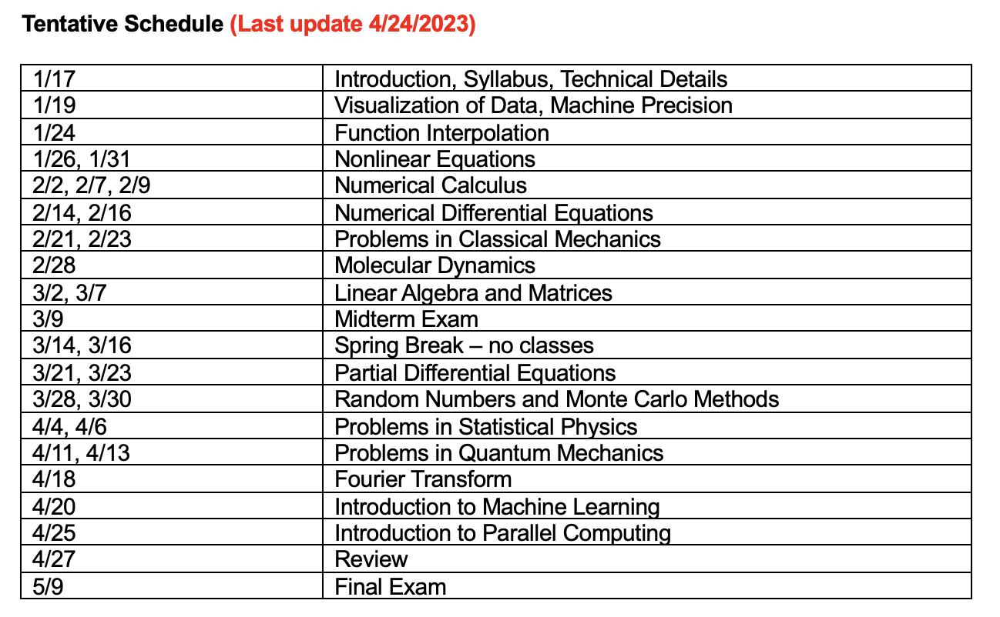 Tentative Schedule (Last update 4/24/2023)
1/17 Introduction, Syllabus, Technical Details
1/19 Visualization of Data, Machine Precision
1/24 Function Interpolation
1/26, 1/31 Nonlinear Equations
2/2, 2/7, 2/9 Numerical Calculus
2/14, 2/16 Numerical Differential Equations
2/21, 2/23 Problems in Classical Mechanics
2/28 Molecular Dynamics
3/2, 3/7 Linear Algebra and Matrices
3/9 Midterm Exam
3/14, 3/16 Spring Break – no classes
3/21, 3/23 Partial Differential Equations
3/28, 3/30 Random Numbers and Monte Carlo Methods
4/4, 4/6 Problems in Statistical Physics
4/11, 4/13 Problems in Quantum Mechanics
4/18 Fourier Transform
4/20 Introduction to Machine Learning
4/25 Introduction to Parallel Computing
4/27 Review
5/9 Final Exam